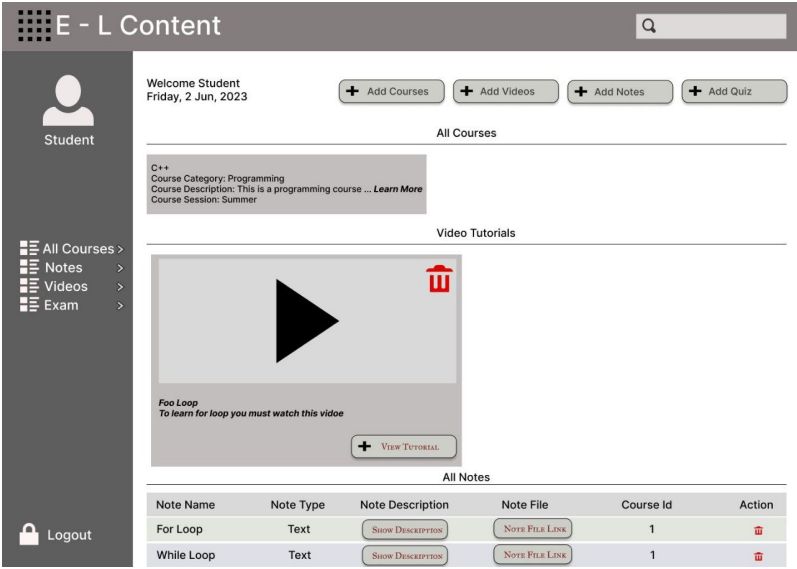 E - L Content
Student
All Courses >
Notes >
Videos >
Exam >
Logout
Welcome Student
Friday, 2 Jun, 2023
Add Courses
Add Videos
Add Notes
Add Quiz
All Courses
C++
Course Category: Programming
Course Description: This is a programming course ... Learn More
Course Session: Summer
Video Tutorials
Foo Loop
To learn for loop you must watch this vidoe
View Tutorial
All Notes
Note Name Note Type Note Description Note File Course Id Action
For Loop Text Show Description Note File Link 1
While Loop Text Show Description Note File Link 1